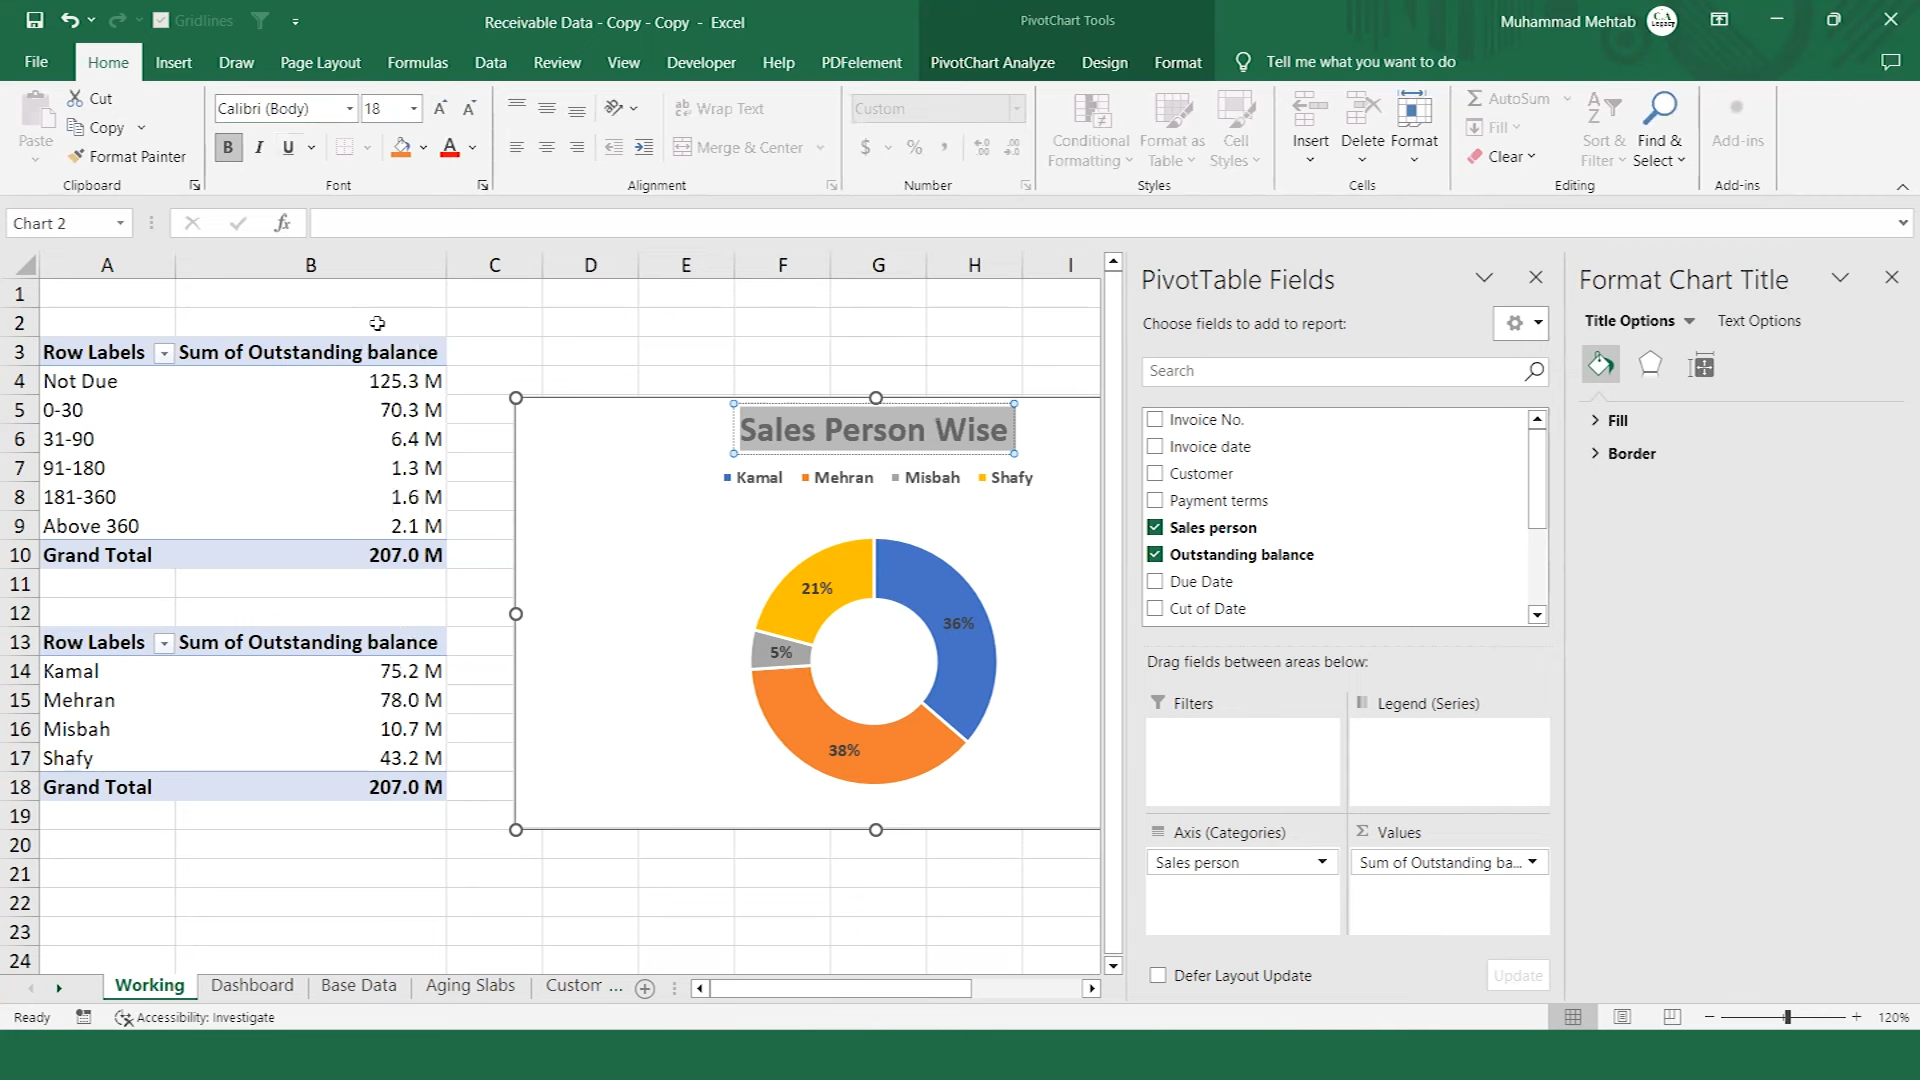 Gridlines
Receivable Data - Copy - Copy - Excel
PivotChart Tools
Muhammad Mehtab
CA
Legacy
File
Home
Insert
Draw
Page Layout
Formulas
Data
Review
View
Developer
Help
PDFelement
PivotChart Analyze
Design
Format
Tell me what you want to do
Paste
Cut
Copy
Format Painter
Clipboard
Calibri (Body)
18
B I U
Font
Wrap Text
Merge & Center
Alignment
Custom
$ % ,
Number
Conditional
Formatting
Format as
Table
Cell
Styles
Styles
Insert
Delete
Format
Cells
AutoSum
Fill
Clear
Sort &
Filter
Find &
Select
Editing
Add-ins
Add-ins
Chart 2
fx
A B C D E F G H I
1
2
3 Row Labels Sum of Outstanding balance
4 Not Due 125.3 M
5 0-30 70.3 M
6 31-90 6.4 M
7 91-180 1.3 M
8 181-360 1.6 M
9 Above 360 2.1 M
10 Grand Total 207.0 M
11
12
13 Row Labels Sum of Outstanding balance
14 Kamal 75.2 M
15 Mehran 78.0 M
16 Misbah 10.7 M
17 Shafy 43.2 M
18 Grand Total 207.0 M
19
20
21
22
23
24
Sales Person Wise
Kamal Mehran Misbah Shafy
21%
36%
5%
38%
PivotTable Fields
Choose fields to add to report:
Search
Invoice No.
Invoice date
Customer
Payment terms
Sales person
Outstanding balance
Due Date
Cut of Date
Drag fields between areas below:
Filters
Legend (Series)
Axis (Categories)
Values
Sales person
Sum of Outstanding ba...
Defer Layout Update
Update
Format Chart Title
Title Options
Text Options
Fill
Border
Working
Dashboard
Base Data
Aging Slabs
Custom ...
Ready
Accessibility: Investigate
120%